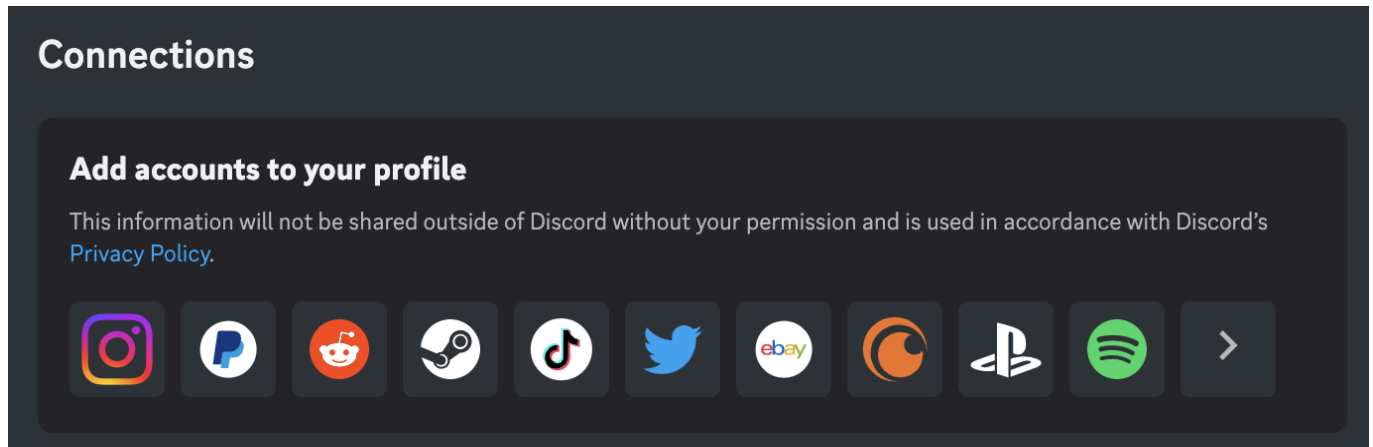 Connections
Add accounts to your profile
This information will not be shared outside of Discord without your permission and is used in accordance with Discord’s
Privacy Policy.
ebay